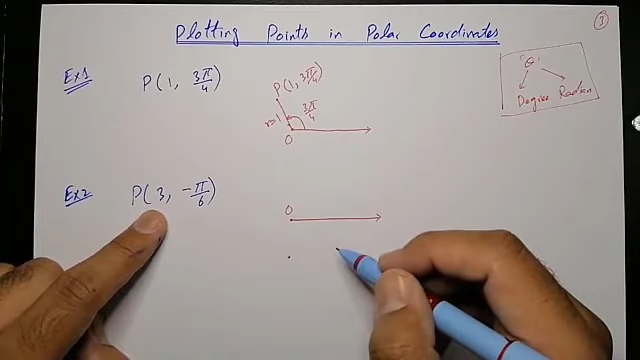 3
Plotting Points in Polar Coordinates
Ex1 P(1, 3π/4)
P(1, 3π/4)
r=1 3π/4
O
"θ"
Degree Radian
Ex2 P(3, -π/6)
O